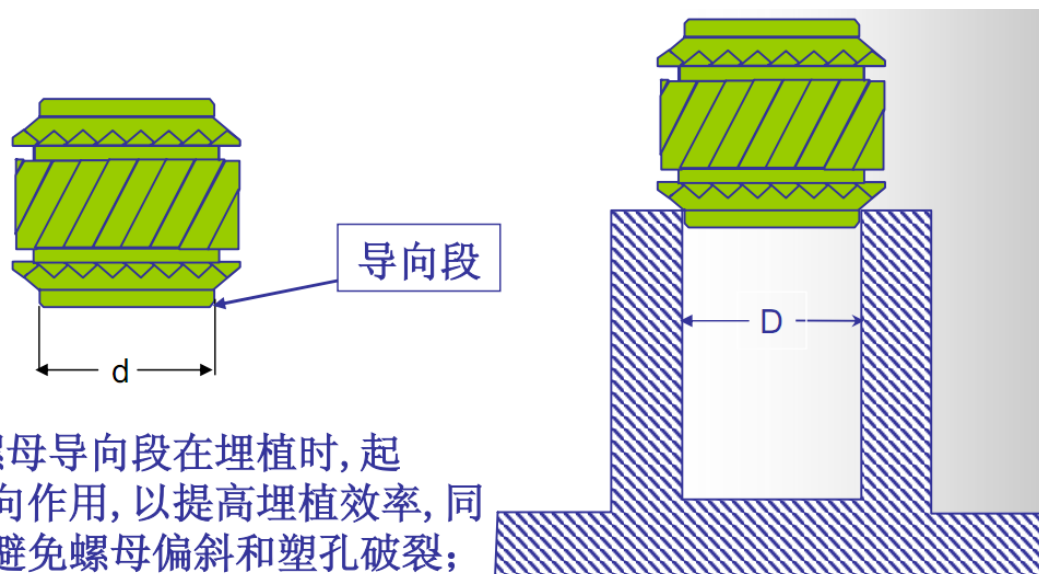 导向段
D
d
母导向段在埋植时, 起
向作用, 以提高埋植效率, 同
避免螺母偏斜和塑孔破裂;